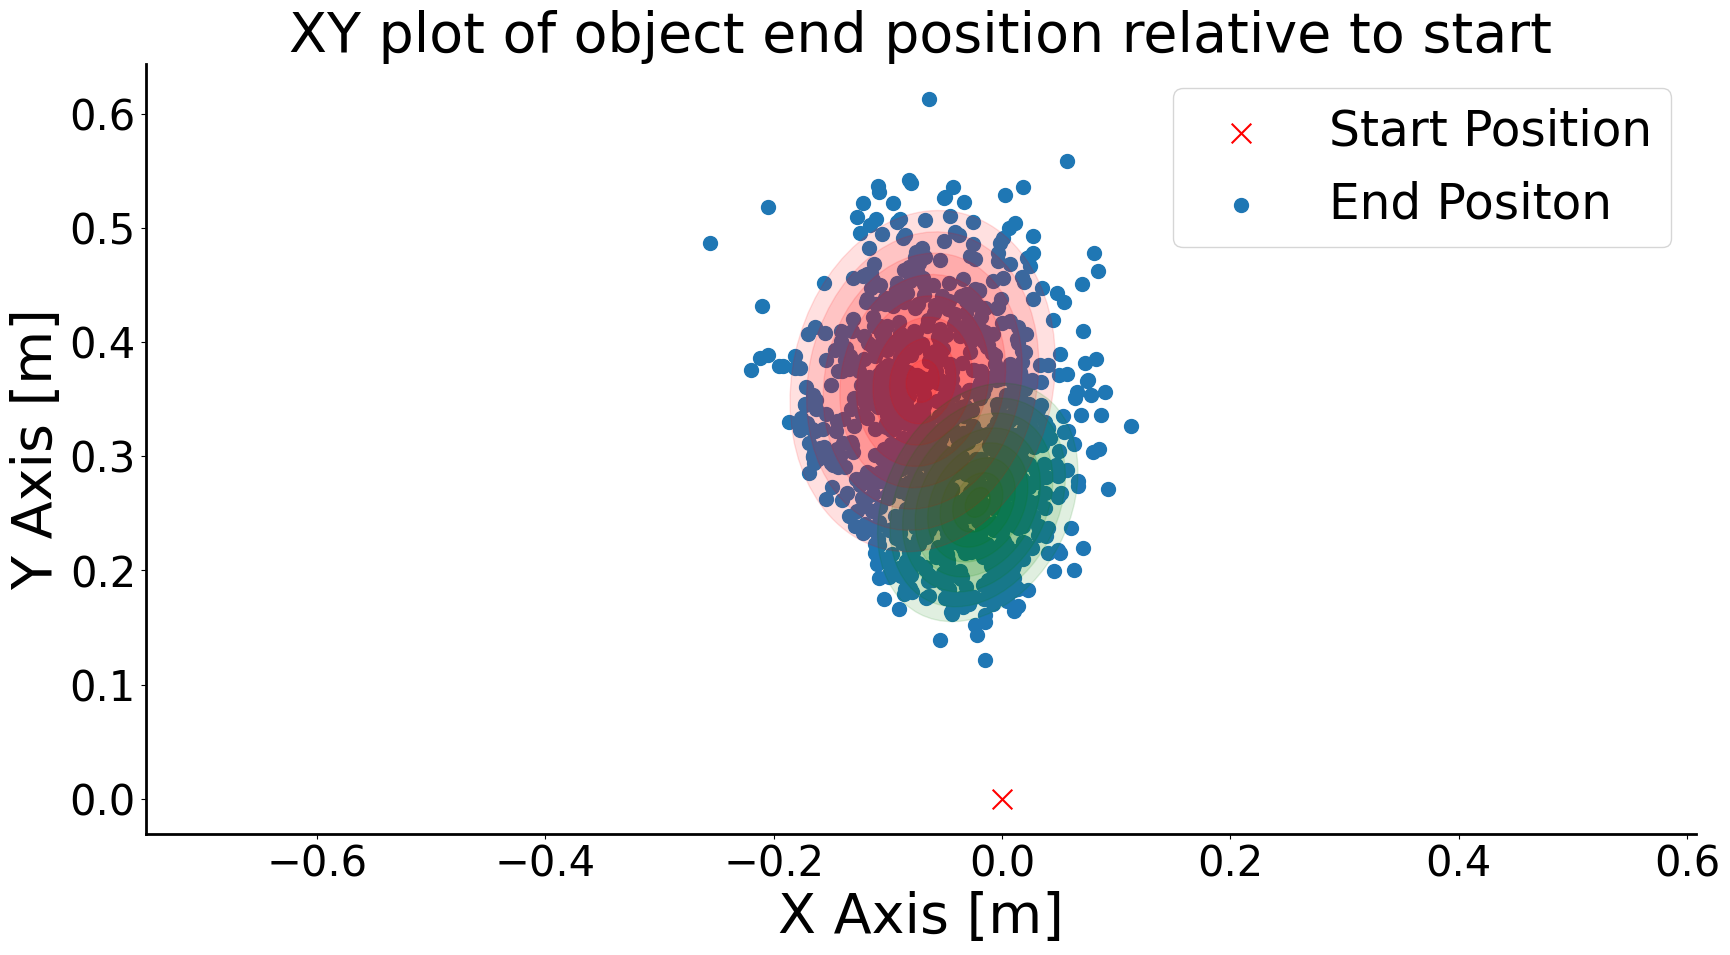 XY plot of object end position relative to start
Start Position
End Positon
Y Axis [m]
0.6
0.5
0.4
0.3
0.2
0.1
0.0
−0.6 −0.4 −0.2 0.0 0.2 0.4 0.6
X Axis [m]